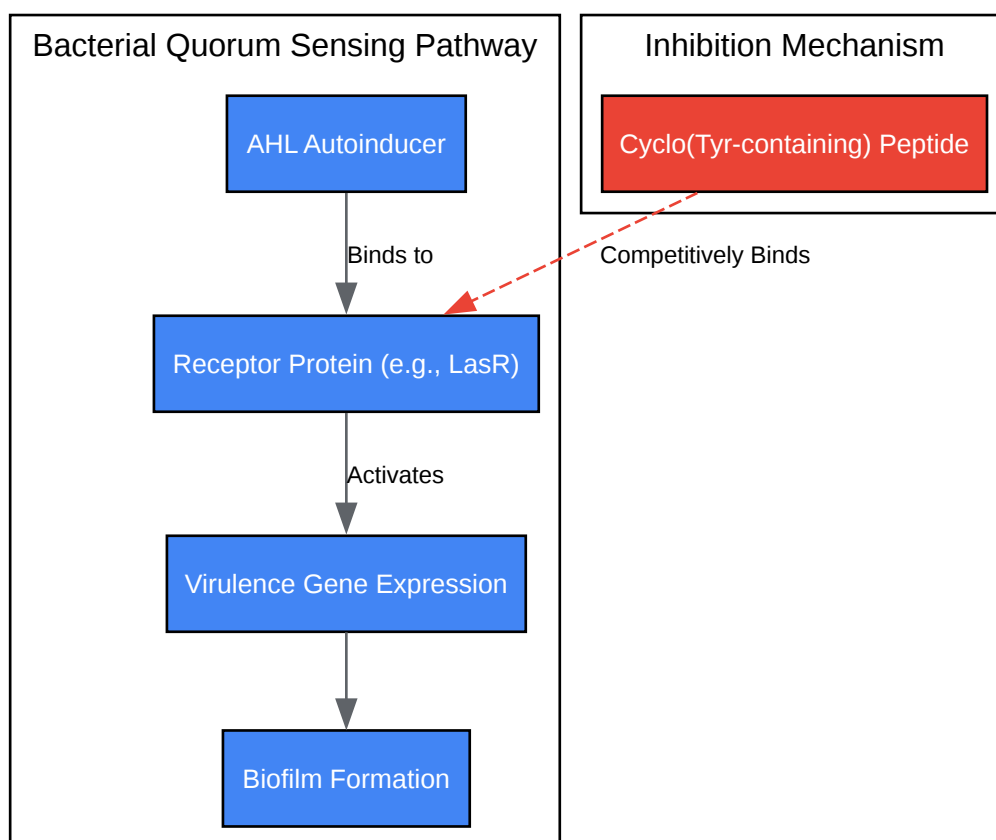 Bacterial Quorum Sensing Pathway
Inhibition Mechanism
AHL Autoinducer
Cyclo(Tyr-containing) Peptide
Binds to
Competitively Binds
Receptor Protein (e.g., LasR)
Activates
Virulence Gene Expression
Biofilm Formation